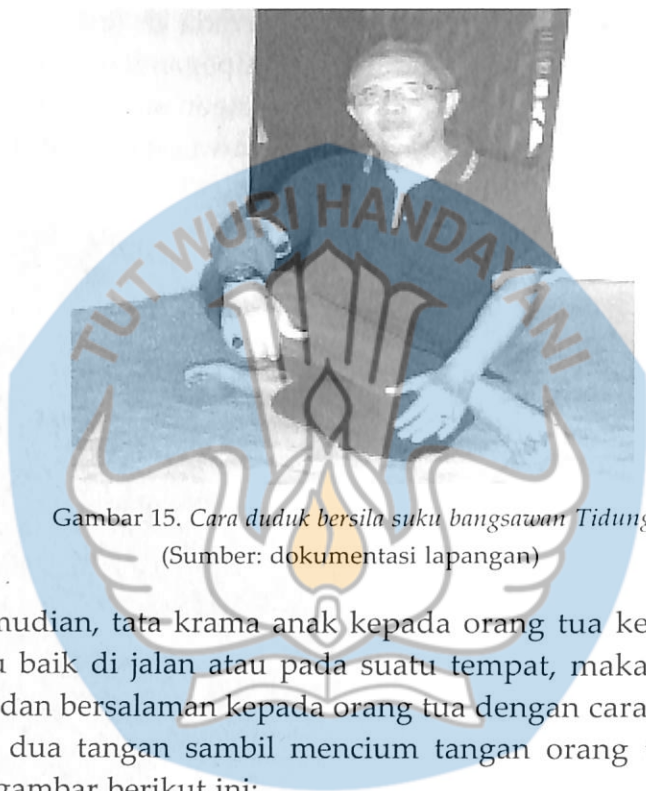 TUT WURI HANDAYANI
Gambar 15. Cara duduk bersila suku bangsawan Tidung
(Sumber: dokumentasi lapangan)
mudian, tata krama anak kepada orang tua ke
u baik di jalan atau pada suatu tempat, maka
dan bersalaman kepada orang tua dengan cara
dua tangan sambil mencium tangan orang
gambar berikut ini: